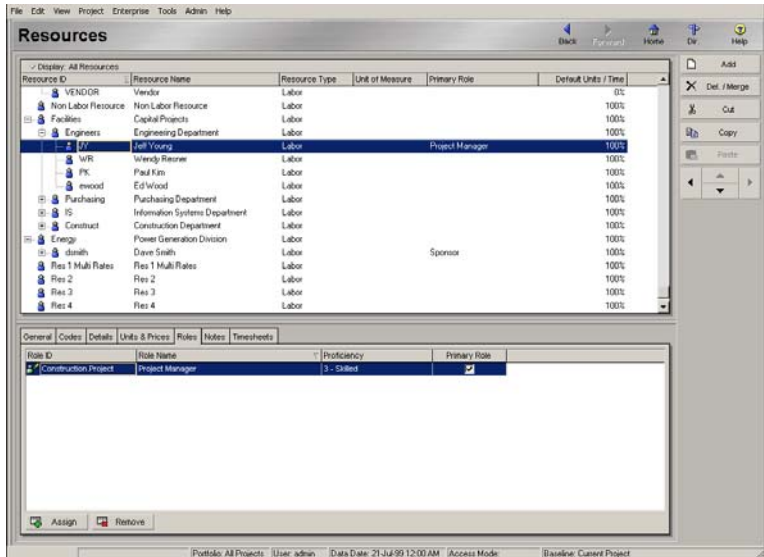 File Edit View Project Enterprise Tools Admin Help
Resources
Back Forward Home Dir. Help
Display: All Resources
Resource ID Resource Name Resource Type Unit of Measure Primary Role Default Units / Time
VENDOR Vendor Labor 0%
Non Labor Resource Non Labor Resource Labor 100%
Facilities Capital Projects Labor 100%
Engineers Engineering Department Labor 100%
JY Jeff Young Labor Project Manager 100%
WR Wendy Resner Labor 100%
PK Paul Kim Labor 100%
ewood Ed Wood Labor 100%
Purchasing Purchasing Department Labor 100%
IS Information Systems Department Labor 100%
Construct Construction Department Labor 100%
Energy Power Generation Division Labor 100%
dsmith Dave Smith Labor Sponsor 100%
Res 1 Multi Rates Res 1 Multi Rates Labor 100%
Res 2 Res 2 Labor 100%
Res 3 Res 3 Labor 100%
Res 4 Res 4 Labor 100%
Add
Del. / Merge
Cut
Copy
Paste
General Codes Details Units & Prices Roles Notes Timesheets
Role ID Role Name Proficiency Primary Role
Construction.Project Project Manager 3 - Skilled
Assign Remove
Portfolio: All Projects User: admin Data Date: 21-Jul-99 12:00 AM Access Mode: Baseline: Current Project